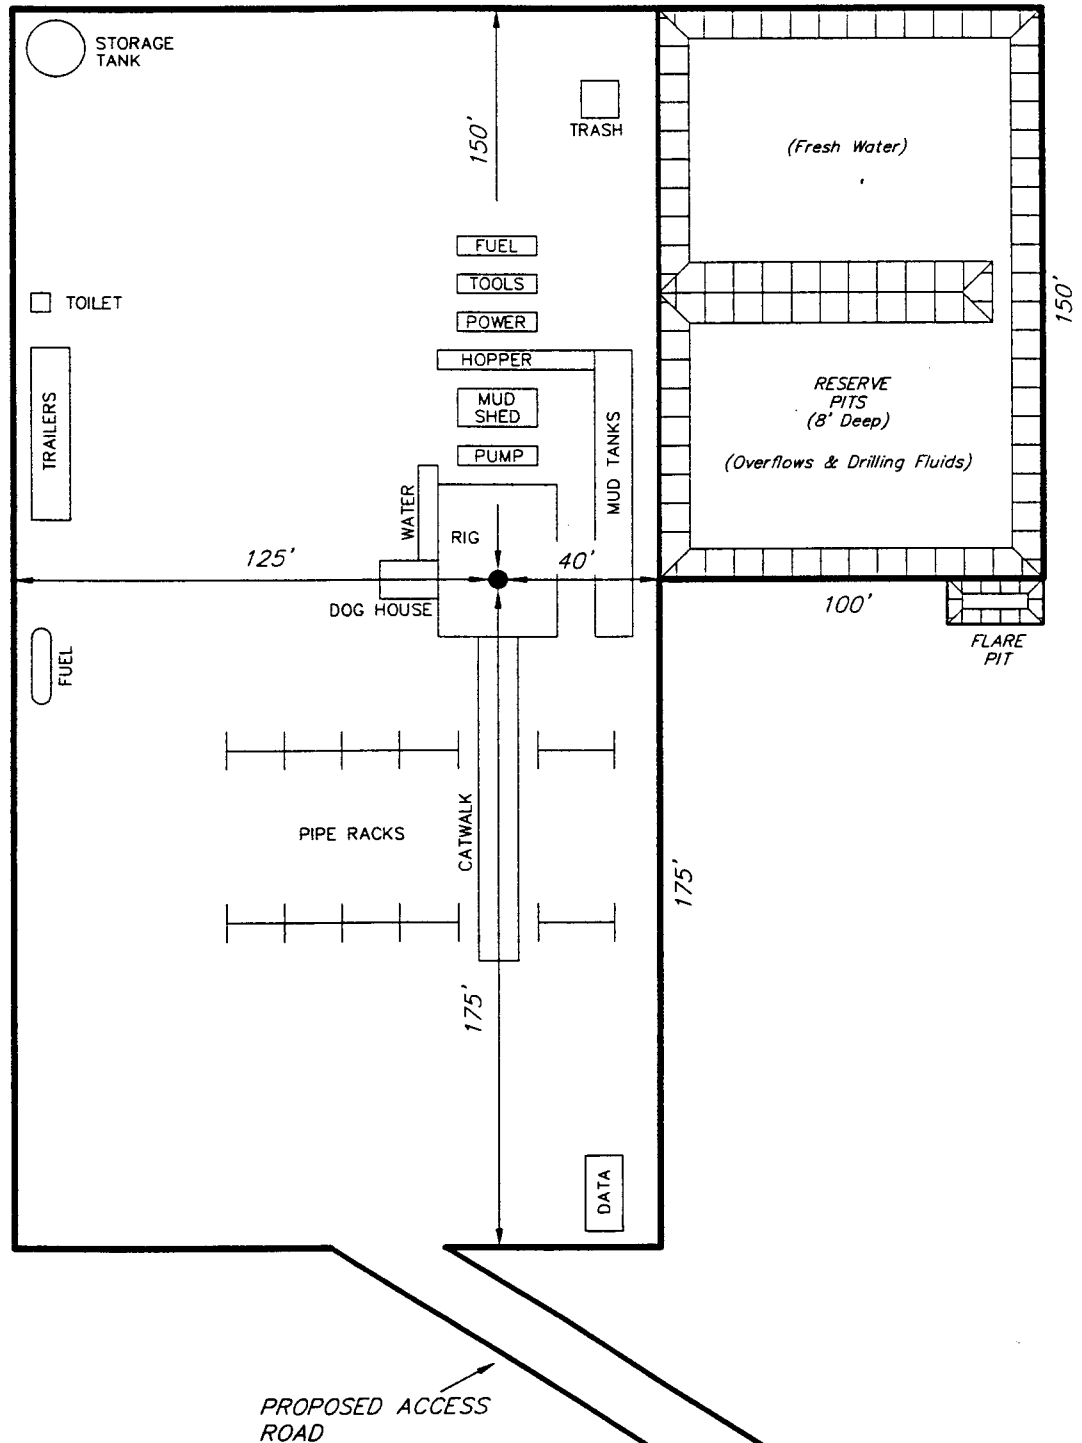 STORAGE
TANK
150'
TRASH
(Fresh Water)
FUEL
TOOLS
POWER
HOPPER
MUD
SHED
PUMP
MUD TANKS
TOILET
TRAILERS
WATER
RIG
125'
40'
DOG HOUSE
FUEL
RESERVE
PITS
(8' Deep)
(Overflows & Drilling Fluids)
150'
100'
FLARE
PIT
PIPE RACKS
CATWALK
175'
175'
DATA
PROPOSED ACCESS
ROAD